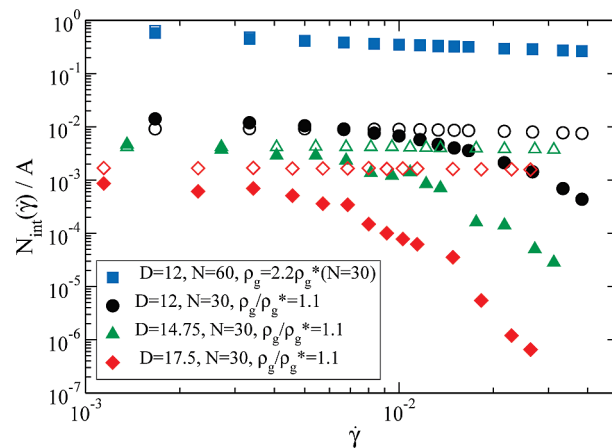 10^0
10^-1
10^-2
10^-3
10^-4
10^-5
10^-6
10^-7
N_int(γ̇) / A
D=12, N=60, ρ_g=2.2ρ_g*(N=30)
D=12, N=30, ρ_g/ρ_g*=1.1
D=14.75, N=30, ρ_g/ρ_g*=1.1
D=17.5, N=30, ρ_g/ρ_g*=1.1
10^-3
10^-2
γ̇